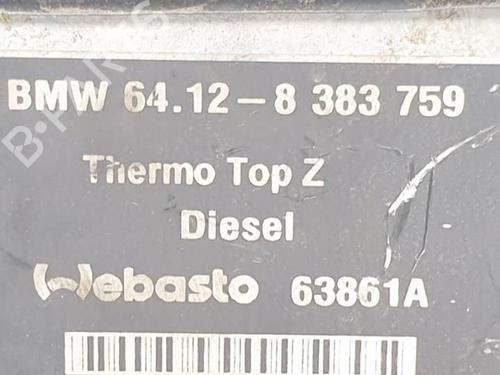 BMW 64.12-8 383 759
Thermo Top Z
Diesel
Webasto 63861A